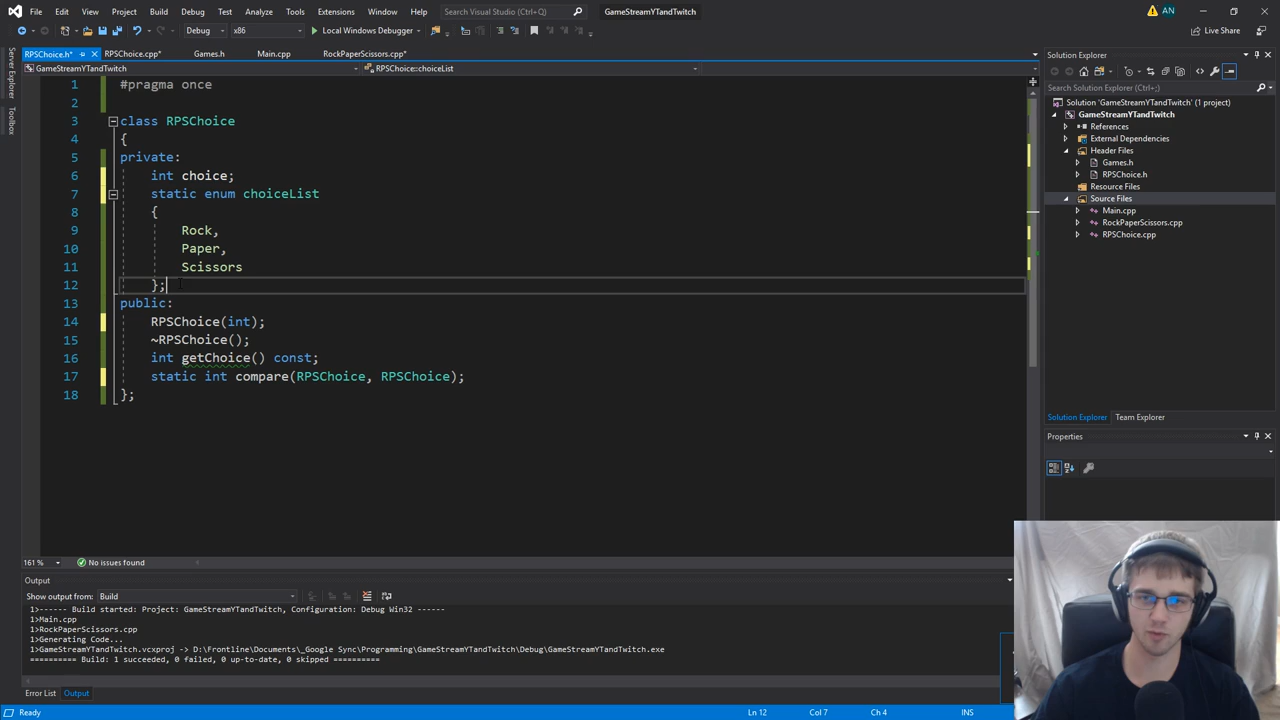 File Edit View Project Build Debug Test Analyze Tools Extensions Window Help Search Visual Studio (Ctrl+Q) GameStreamYTandTwitch AN
Debug x86 Local Windows Debugger Live Share
RPSChoice.h* RPSChoice.cpp* Games.h Main.cpp RockPaperScissors.cpp*
GameStreamYTandTwitch RPSChoice::choiceList
Server Explorer
Toolbox
1 #pragma once
2
3 class RPSChoice
4 {
5 private:
6 int choice;
7 static enum choiceList
8 {
9 Rock,
10 Paper,
11 Scissors
12 };
13 public:
14 RPSChoice(int);
15 ~RPSChoice();
16 int getChoice() const;
17 static int compare(RPSChoice, RPSChoice);
18 };
161 % No issues found
Output
Show output from: Build
1>------ Build started: Project: GameStreamYTandTwitch, Configuration: Debug Win32 ------
1>Main.cpp
1>RockPaperScissors.cpp
1>Generating Code...
1>GameStreamYTandTwitch.vcxproj -> D:\Frontline\Documents\_Google Sync\Programming\GameStreamYTandTwitch\Debug\GameStreamYTandTwitch.exe
========== Build: 1 succeeded, 0 failed, 0 up-to-date, 0 skipped ==========
Error List Output
Ready Ln 12 Col 7 Ch 4 INS
Solution Explorer
Search Solution Explorer (Ctrl+;)
Solution 'GameStreamYTandTwitch' (1 project)
GameStreamYTandTwitch
References
External Dependencies
Header Files
Games.h
RPSChoice.h
Resource Files
Source Files
Main.cpp
RockPaperScissors.cpp
RPSChoice.cpp
Solution Explorer Team Explorer
Properties